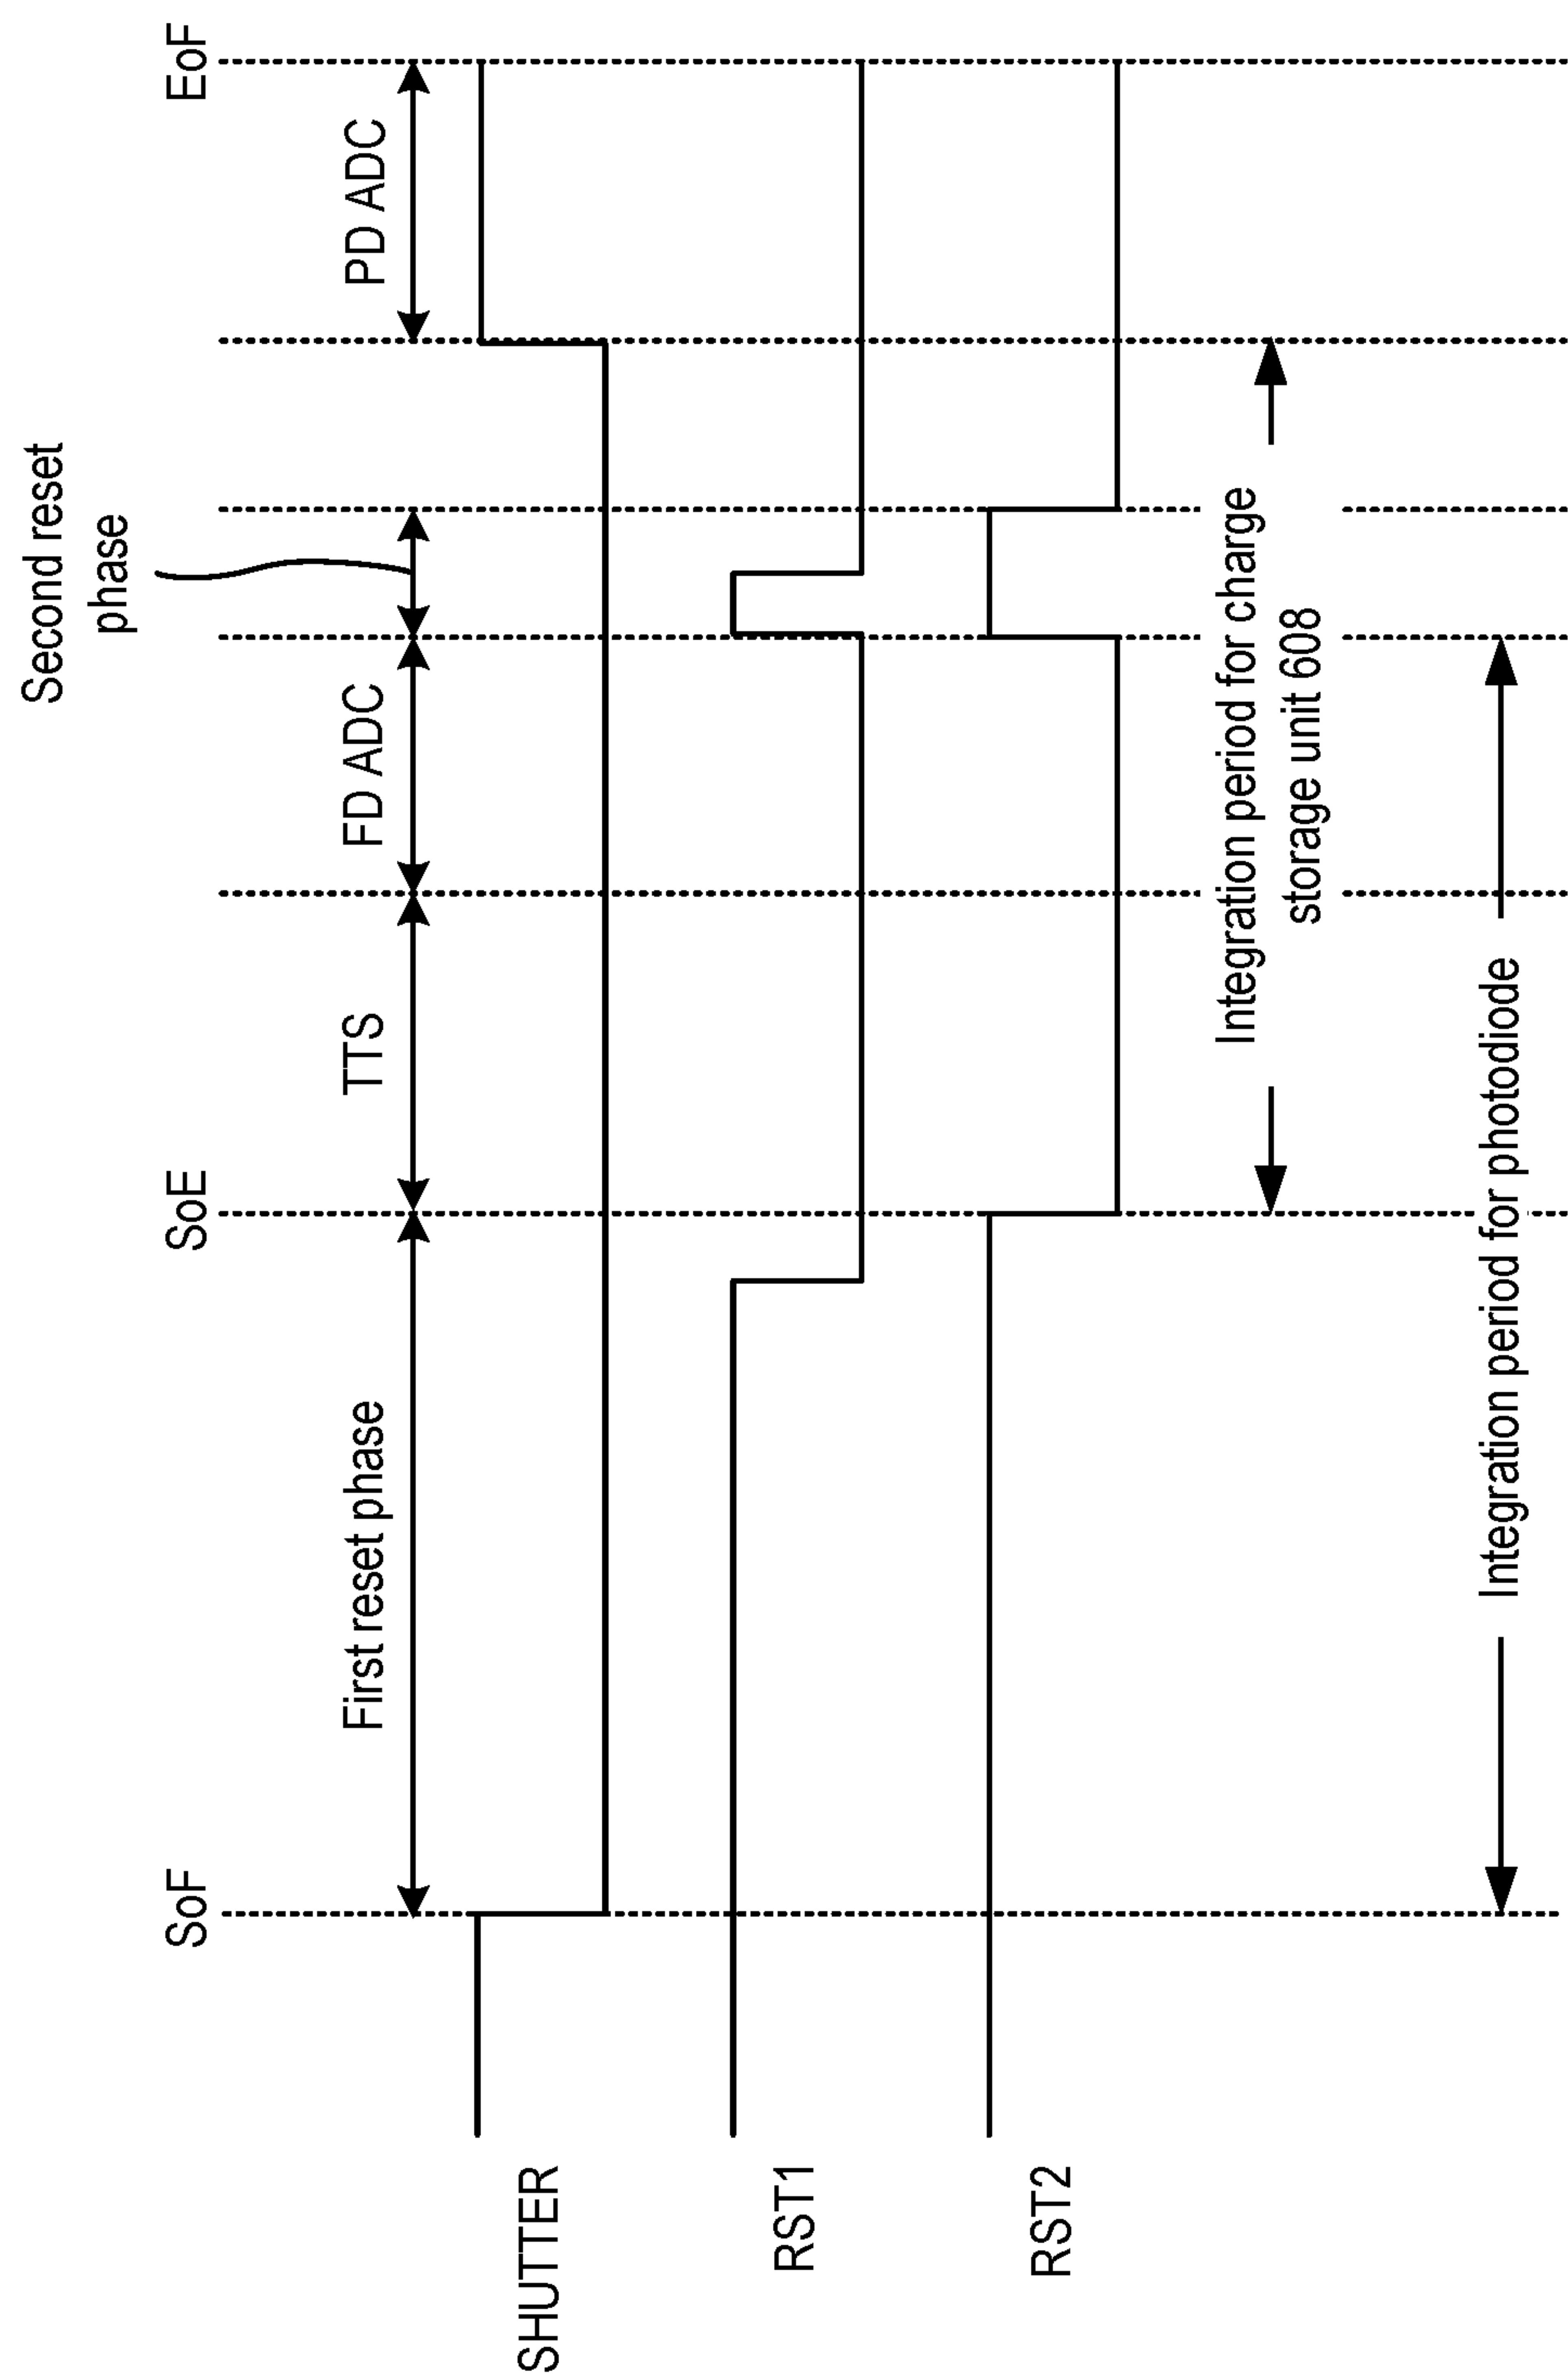 Second reset
phase
SoF
SoE
EoF
First reset phase
TTS
FD ADC
PD ADC
SHUTTER
RST1
RST2
Integration period for charge
storage unit 608
Integration period for photodiode